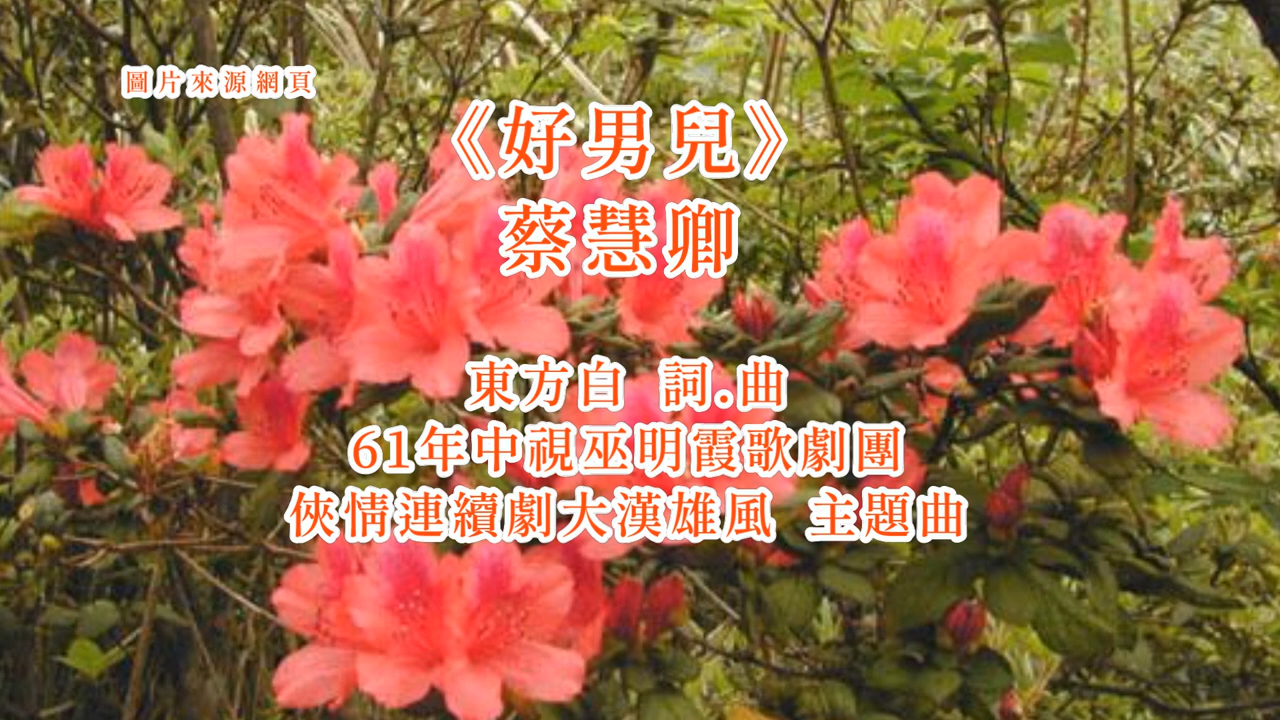 圖片來源網頁
《好男兒》
蔡慧卿
東方白 詞.曲
61年中視巫明霞歌劇團
俠情連續劇大漢雄風 主題曲